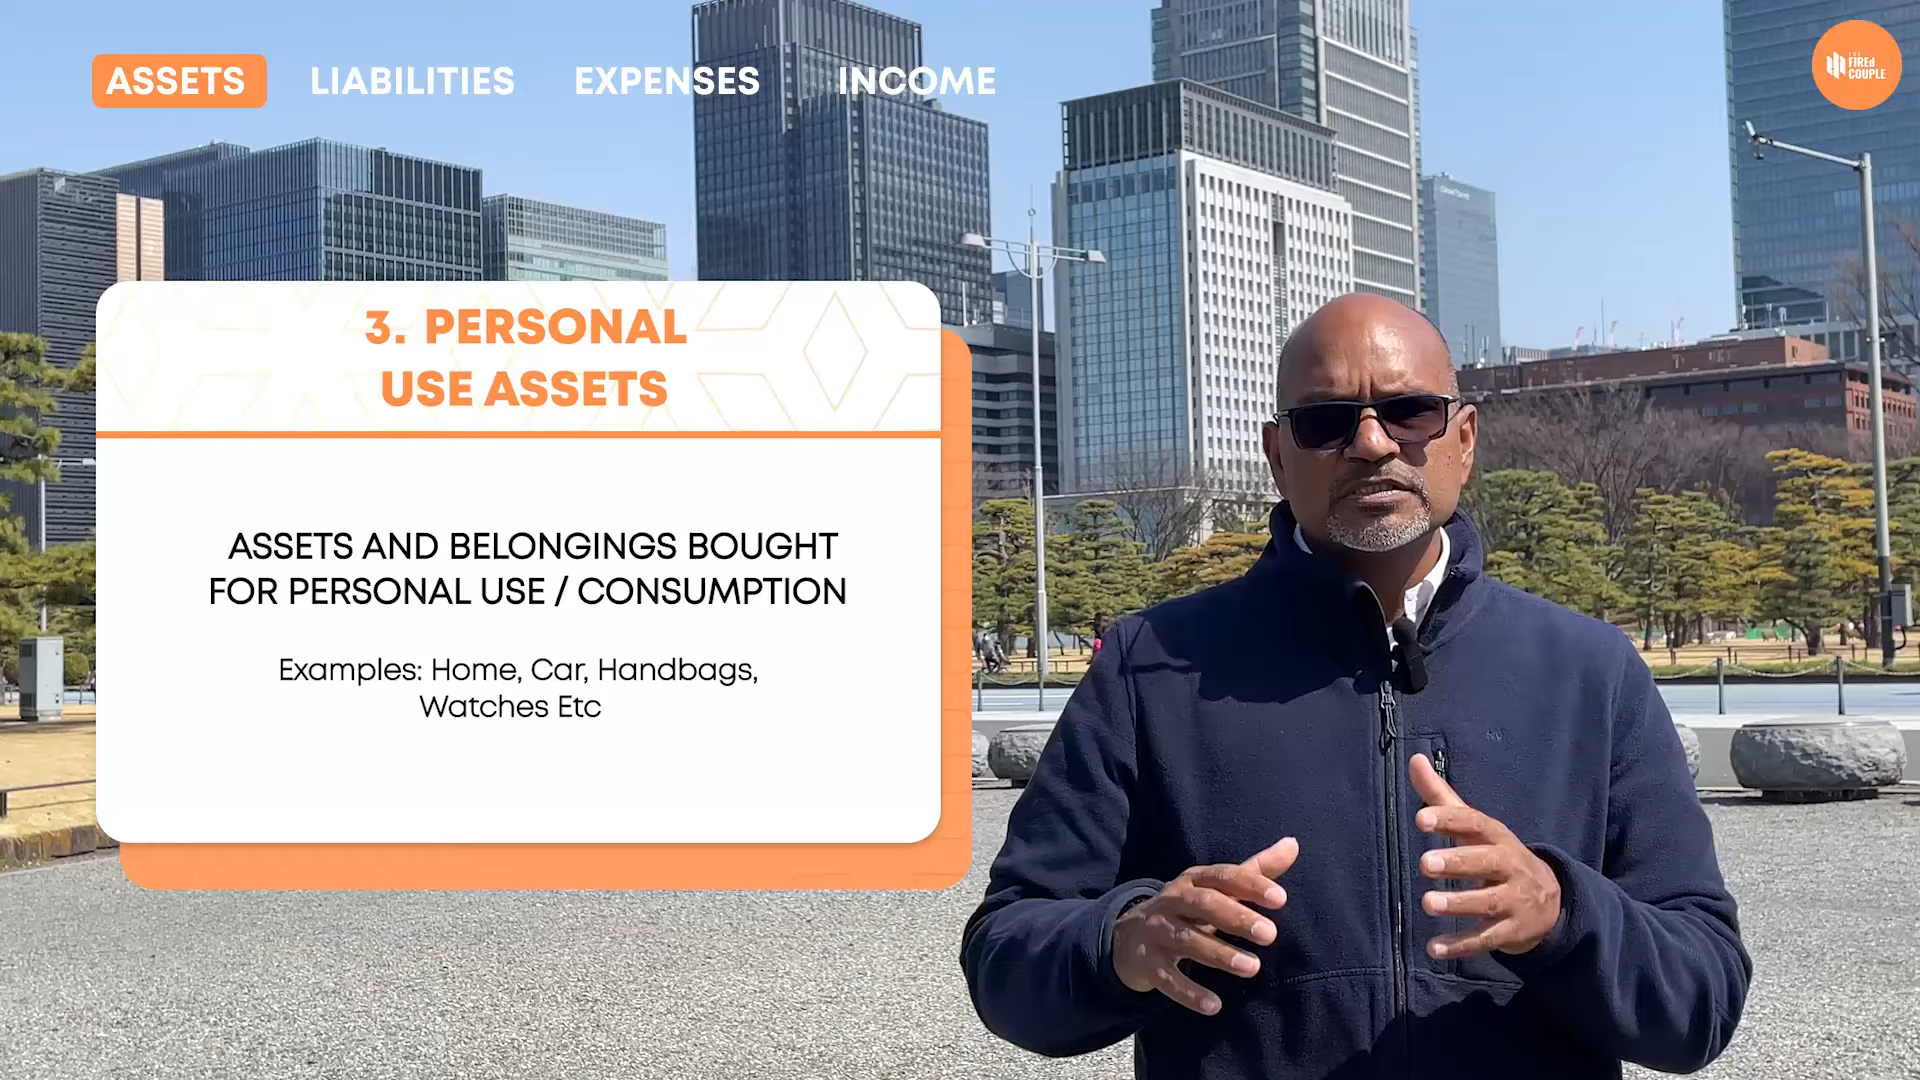 ASSETS LIABILITIES EXPENSES INCOME
THE
FIREd
COUPLE
3. PERSONAL
USE ASSETS
ASSETS AND BELONGINGS BOUGHT
FOR PERSONAL USE / CONSUMPTION
Examples: Home, Car, Handbags,
Watches Etc